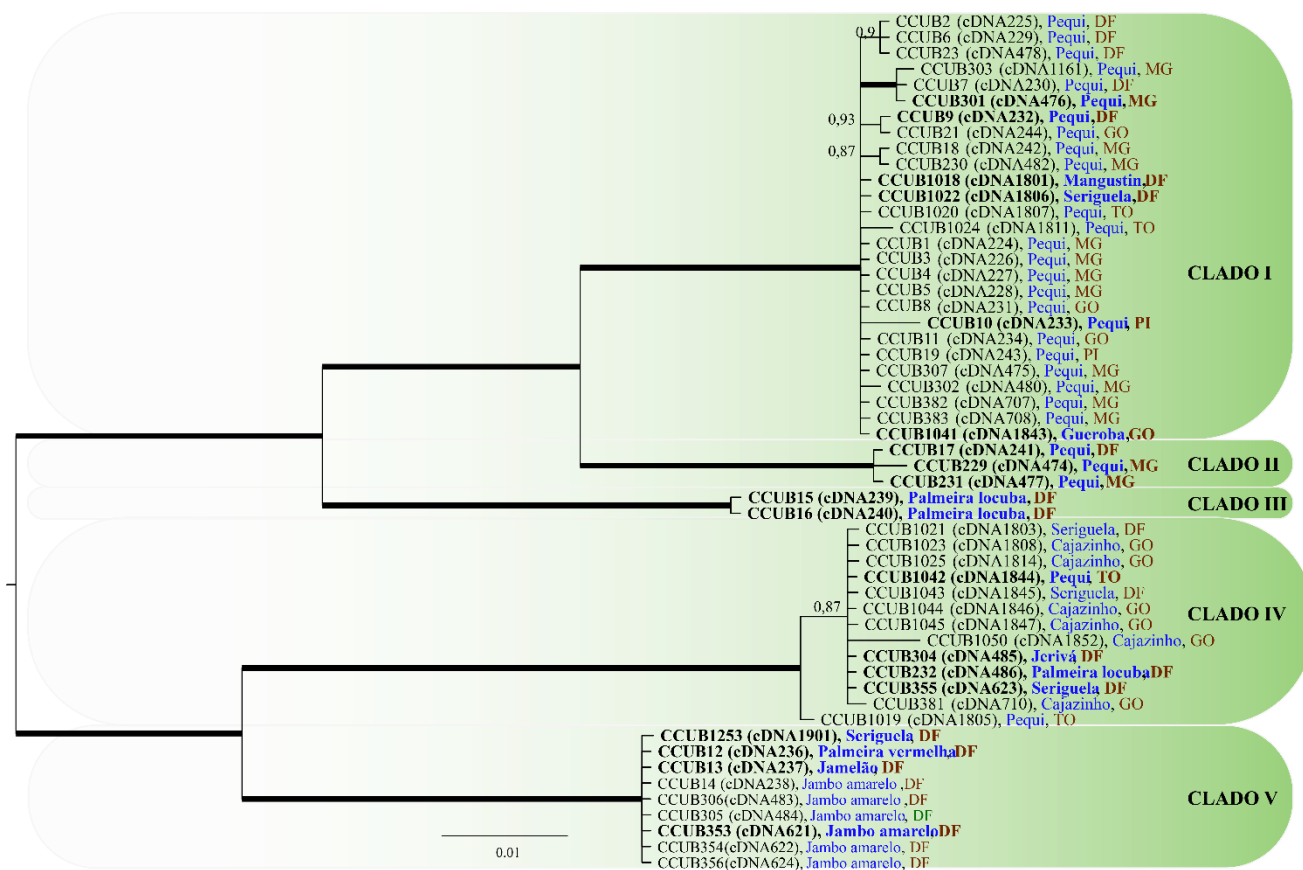 CCUB2 (cDNA225), Pequi, DF
0,9
CCUB6 (cDNA229), Pequi, DF
CCUB23 (cDNA478), Pequi, DF
CCUB303 (cDNA1161), Pequi, MG
CCUB7 (cDNA230), Pequi, DF
CCUB301 (cDNA476), Pequi, MG
0,93
CCUB9 (cDNA232), Pequi, DF
CCUB21 (cDNA244), Pequi, GO
0,87
CCUB18 (cDNA242), Pequi, MG
CCUB230 (cDNA482), Pequi, MG
CCUB1018 (cDNA1801), Mangustin, DF
CCUB1022 (cDNA1806), Seriguela, DF
CCUB1020 (cDNA1807), Pequi, TO
CCUB1024 (cDNA1811), Pequi, TO
CCUB1 (cDNA224), Pequi, MG
CCUB3 (cDNA226), Pequi, MG
CCUB4 (cDNA227), Pequi, MG
CLADO I
CCUB5 (cDNA228), Pequi, MG
CCUB8 (cDNA231), Pequi, GO
CCUB10 (cDNA233), Pequi, PI
CCUB11 (cDNA234), Pequi, GO
CCUB19 (cDNA243), Pequi, PI
CCUB307 (cDNA475), Pequi, MG
CCUB302 (cDNA480), Pequi, MG
CCUB382 (cDNA707), Pequi, MG
CCUB383 (cDNA708), Pequi, MG
CCUB1041 (cDNA1843), Gueroba, GO
CCUB17 (cDNA241), Pequi, DF
CCUB229 (cDNA474), Pequi, MG
CLADO II
CCUB231 (cDNA477), Pequi, MG
CCUB15 (cDNA239), Palmeira locuba, DF
CLADO III
CCUB16 (cDNA240), Palmeira locuba, DF
CCUB1021 (cDNA1803), Seriguela, DF
CCUB1023 (cDNA1808), Cajazinho, GO
CCUB1025 (cDNA1814), Cajazinho, GO
CCUB1042 (cDNA1844), Pequi, TO
CCUB1043 (cDNA1845), Seriguela, DF
0,87
CCUB1044 (cDNA1846), Cajazinho, GO
CLADO IV
CCUB1045 (cDNA1847), Cajazinho, GO
CCUB1050 (cDNA1852), Cajazinho, GO
CCUB304 (cDNA485), Jerivá, DF
CCUB232 (cDNA486), Palmeira locuba, DF
CCUB355 (cDNA623), Seriguela, DF
CCUB381 (cDNA710), Cajazinho, GO
CCUB1019 (cDNA1805), Pequi, TO
CCUB1253 (cDNA1901), Seriguela, DF
CCUB12 (cDNA236), Palmeira vermelha, DF
CCUB13 (cDNA237), Jamelão, DF
CCUB14 (cDNA238), Jambo amarelo ,DF
CCUB306(cDNA483), Jambo amarelo ,DF
CLADO V
CCUB305 (cDNA484), Jambo amarelo, DF
CCUB353 (cDNA621), Jambo amarelo, DF
CCUB354 (cDNA622), Jambo amarelo, DF
0.01
CCUB356 (cDNA624), Jambo amarelo, DF